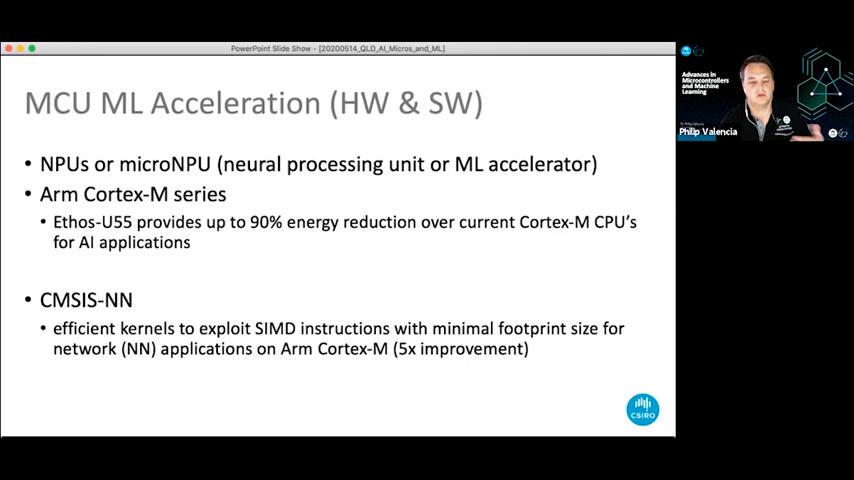 PowerPoint Slide Show - [20200514_QLD_AI_Micros_and_ML]
MCU ML Acceleration (HW & SW)
• NPUs or microNPU (neural processing unit or ML accelerator)
• Arm Cortex-M series
• Ethos-U55 provides up to 90% energy reduction over current Cortex-M CPU's
for AI applications
• CMSIS-NN
• efficient kernels to exploit SIMD instructions with minimal footprint size for
network (NN) applications on Arm Cortex-M (5x improvement)
CSIRO
Advances in
Microcontrollers
and Machine
Learning
Philip Valencia